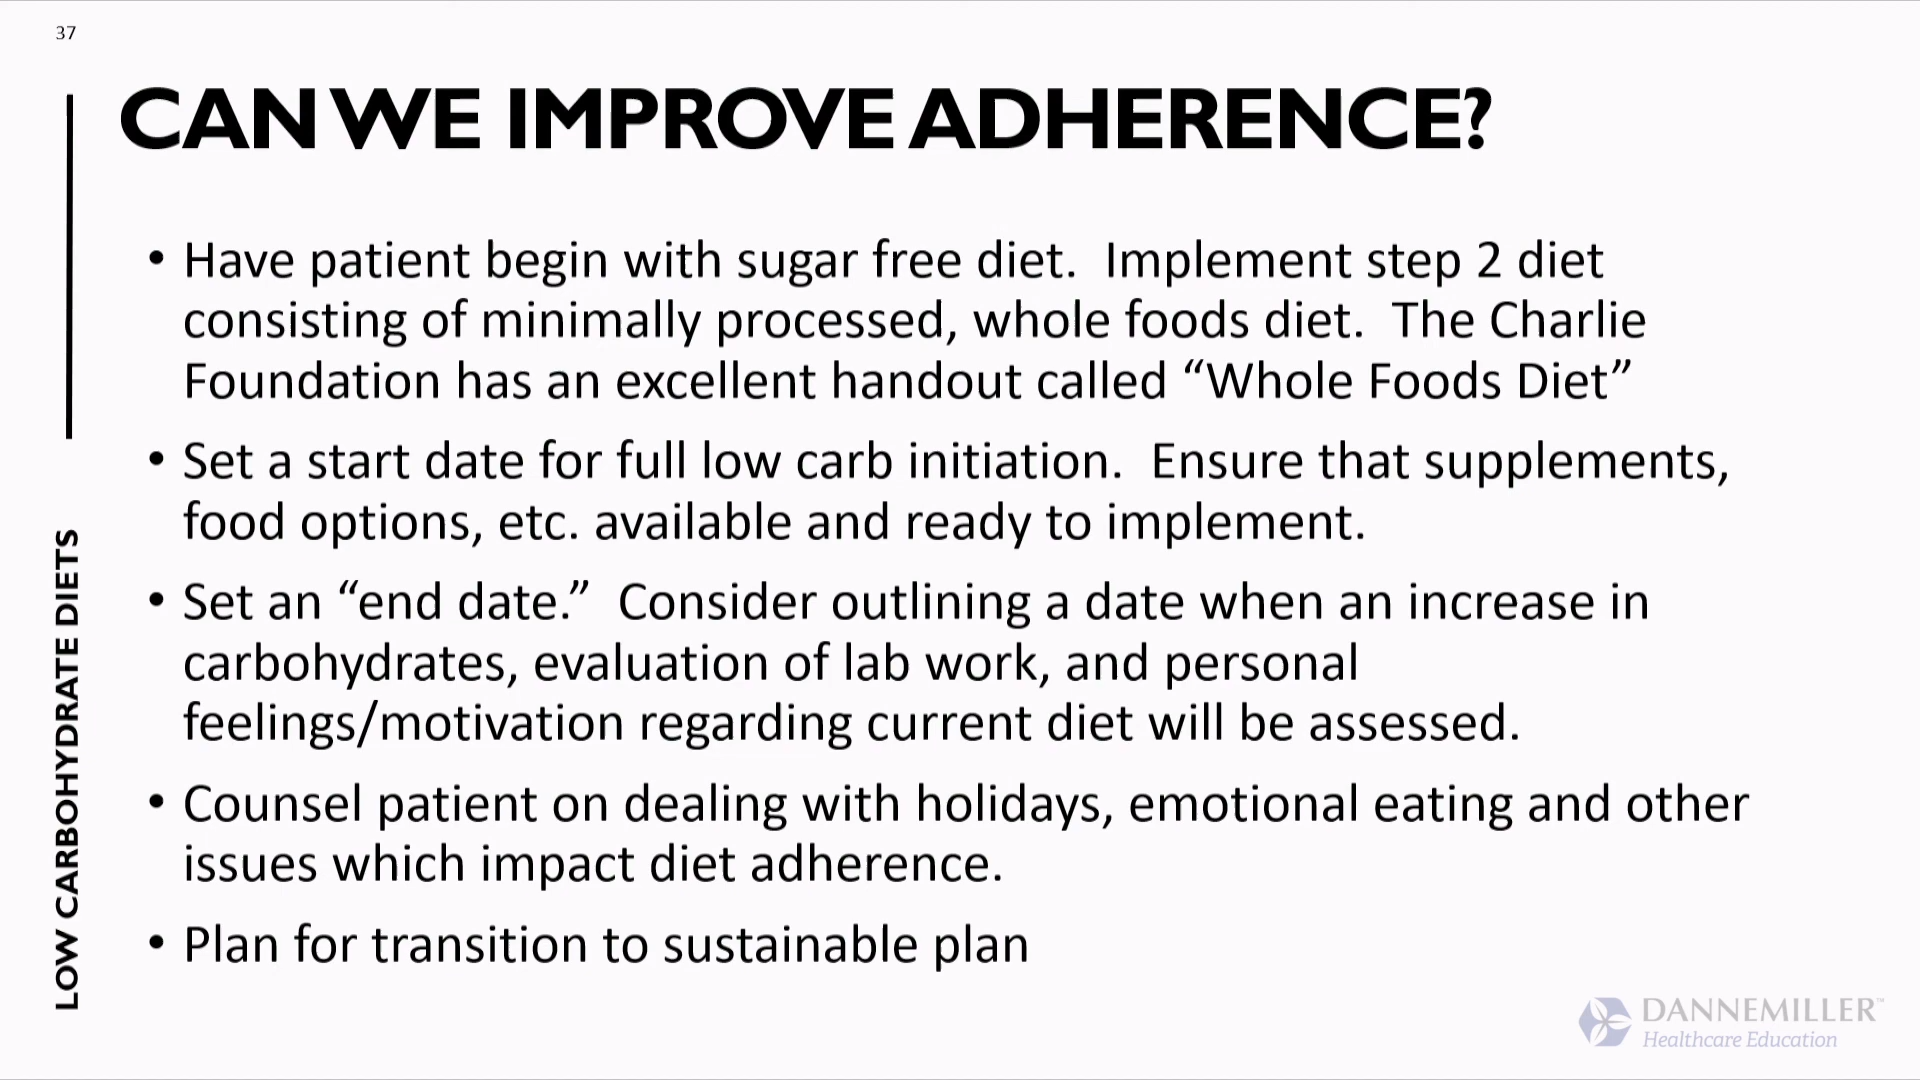 37
CAN WE IMPROVE ADHERENCE?
• Have patient begin with sugar free diet.  Implement step 2 diet
consisting of minimally processed, whole foods diet.  The Charlie
Foundation has an excellent handout called “Whole Foods Diet”
• Set a start date for full low carb initiation.  Ensure that supplements,
food options, etc. available and ready to implement.
• Set an “end date.”  Consider outlining a date when an increase in
carbohydrates, evaluation of lab work, and personal
feelings/motivation regarding current diet will be assessed.
• Counsel patient on dealing with holidays, emotional eating and other
issues which impact diet adherence.
• Plan for transition to sustainable plan
LOW CARBOHYDRATE DIETS
DANNEMILLER™
Healthcare Education